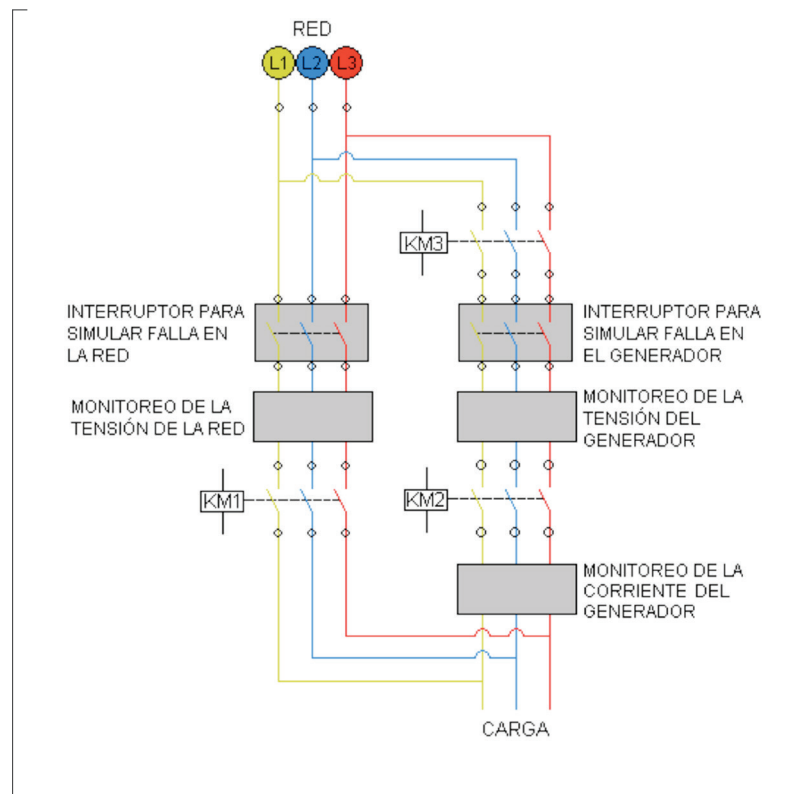 RED
L1 L2 L3
KM3
INTERRUPTOR PARA
SIMULAR FALLA EN
LA RED
INTERRUPTOR PARA
SIMULAR FALLA EN
EL GENERADOR
MONITOREO DE LA
TENSIÓN DE LA RED
MONITOREO DE LA
TENSIÓN DEL
GENERADOR
KM1
KM2
MONITOREO DE LA
CORRIENTE DEL
GENERADOR
CARGA